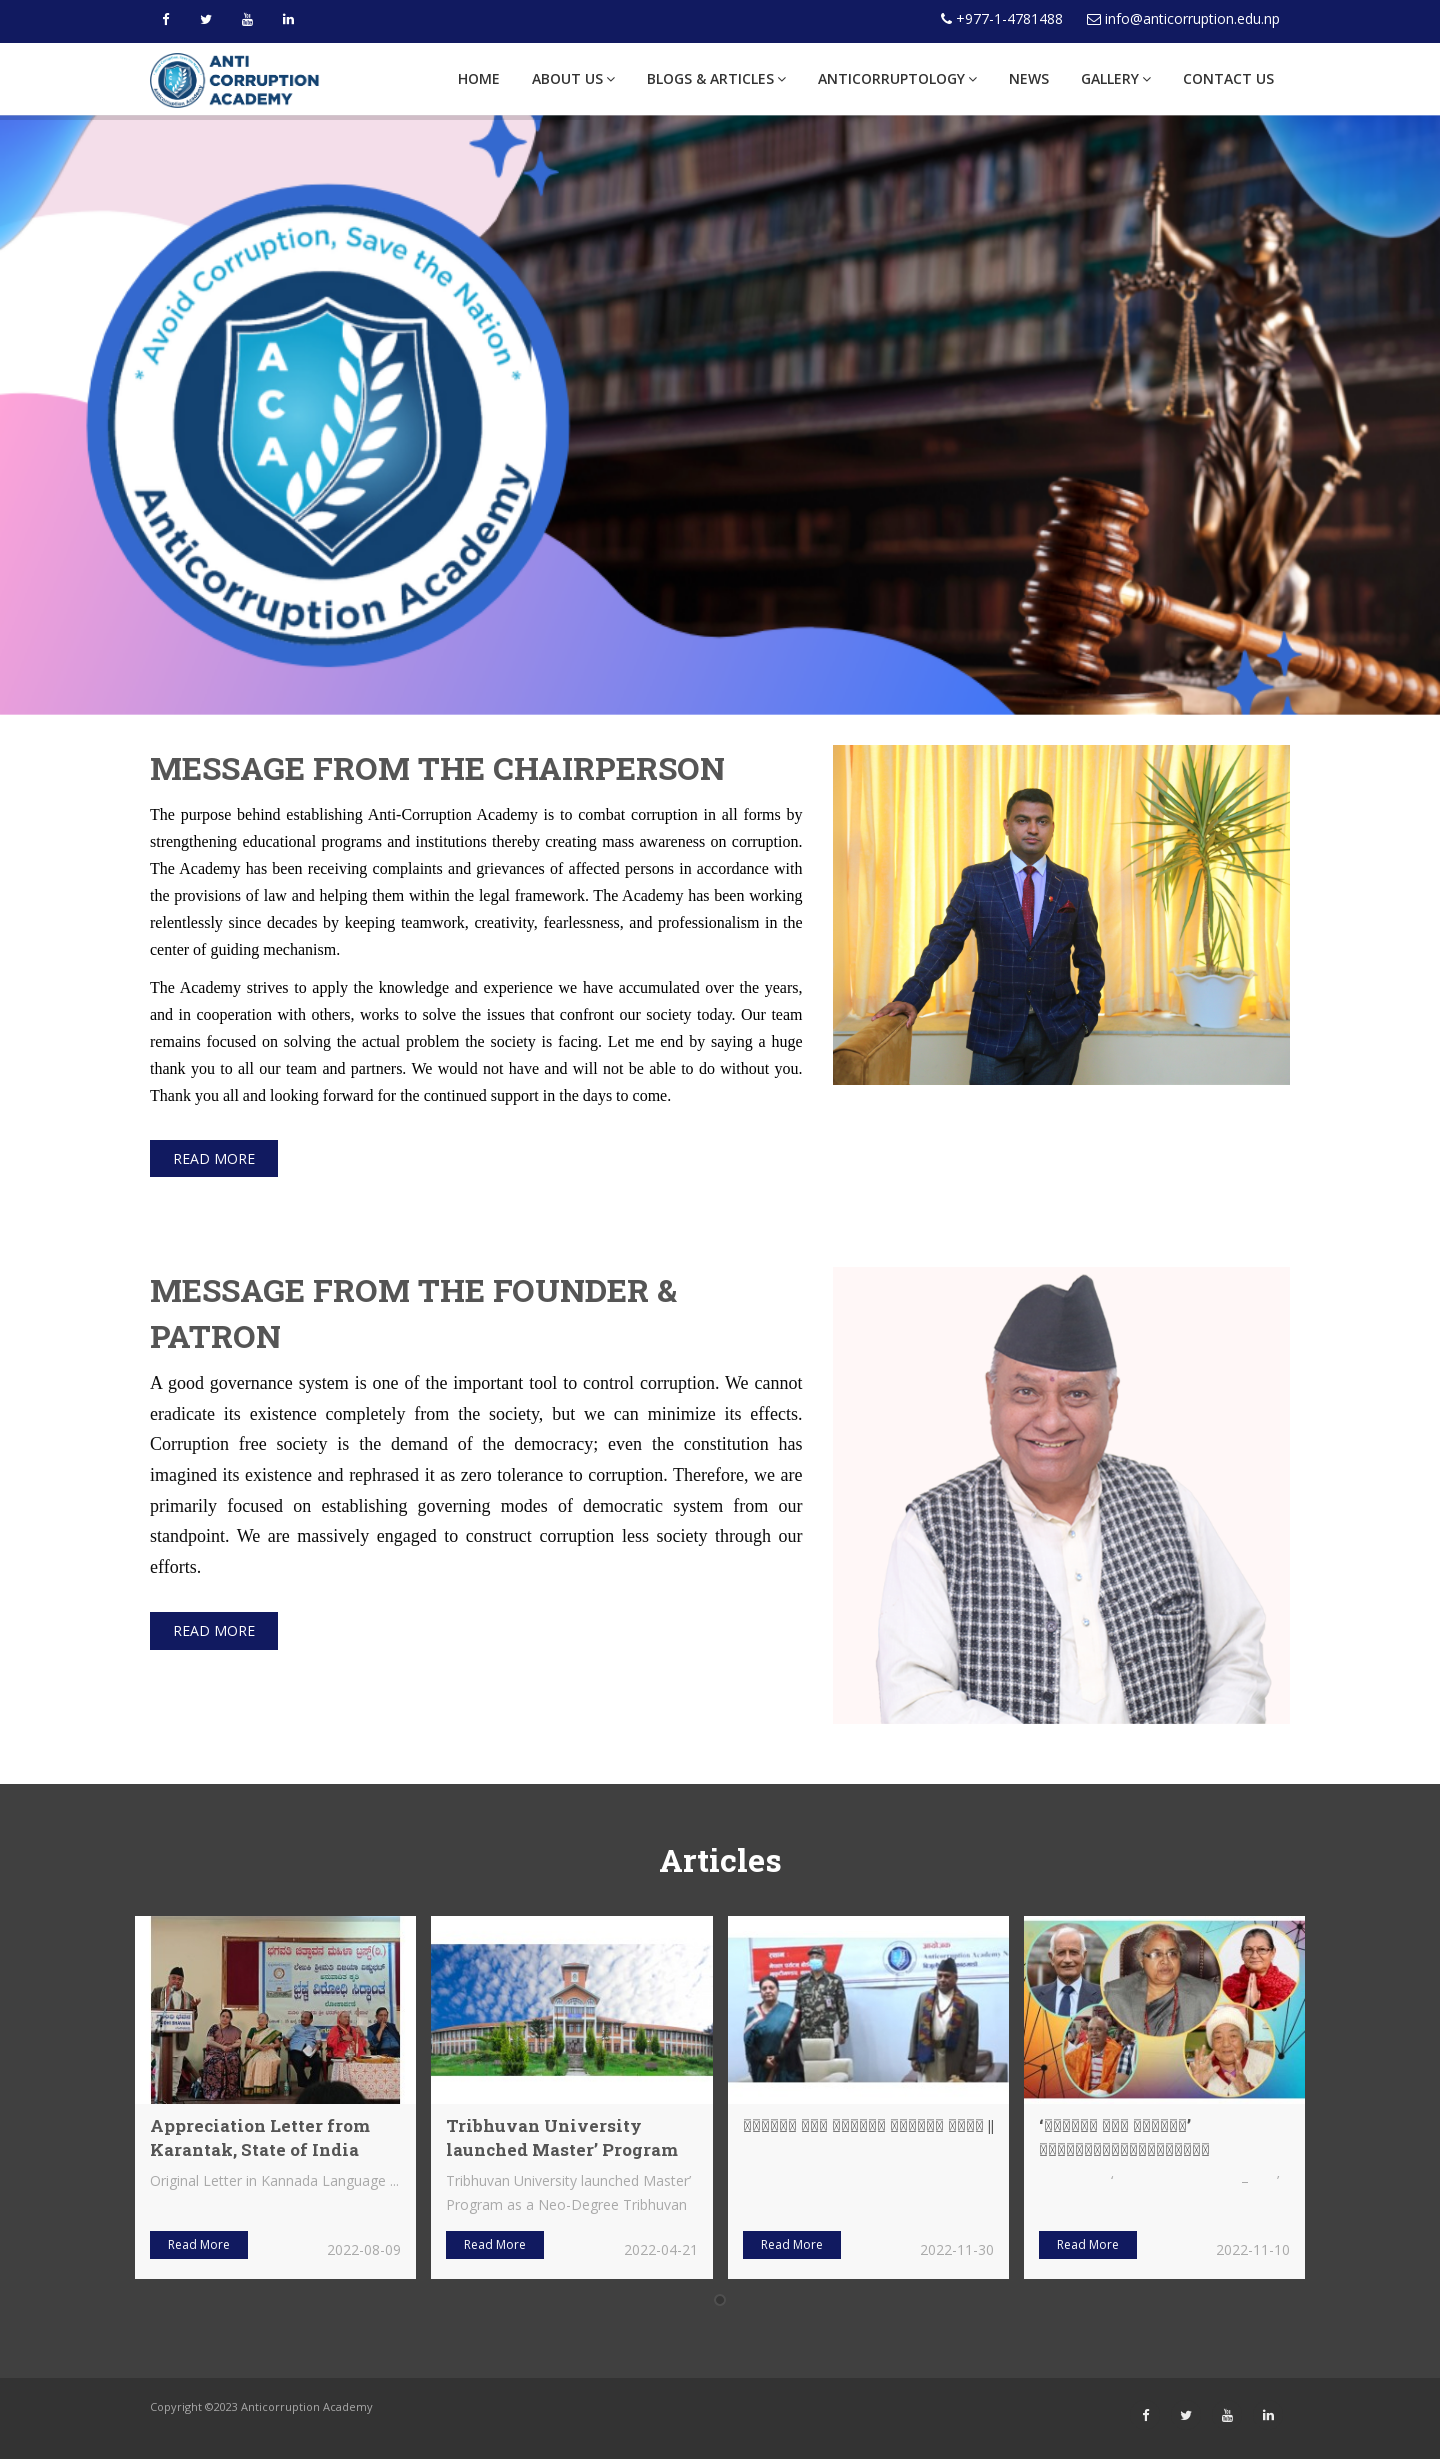 +977-1-4781488 info@anticorruption.edu.np
ANTI
CORRUPTION
ACADEMY
HOME ABOUT US BLOGS & ARTICLES ANTICORRUPTOLOGY NEWS GALLERY CONTACT US
* Avoid Corruption, Save the Nation *
ACA
Anticorruption Academy
MESSAGE FROM THE CHAIRPERSON
The purpose behind establishing Anti-Corruption Academy is to combat corruption in all forms by
strengthening educational programs and institutions thereby creating mass awareness on corruption.
The Academy has been receiving complaints and grievances of affected persons in accordance with
the provisions of law and helping them within the legal framework. The Academy has been working
relentlessly since decades by keeping teamwork, creativity, fearlessness, and professionalism in the
center of guiding mechanism.
The Academy strives to apply the knowledge and experience we have accumulated over the years,
and in cooperation with others, works to solve the issues that confront our society today. Our team
remains focused on solving the actual problem the society is facing. Let me end by saying a huge
thank you to all our team and partners. We would not have and will not be able to do without you.
Thank you all and looking forward for the continued support in the days to come.
READ MORE
MESSAGE FROM THE FOUNDER &
PATRON
A good governance system is one of the important tool to control corruption. We cannot
eradicate its existence completely from the society, but we can minimize its effects.
Corruption free society is the demand of the democracy; even the constitution has
imagined its existence and rephrased it as zero tolerance to corruption. Therefore, we are
primarily focused on establishing governing modes of democratic system from our
standpoint. We are massively engaged to construct corruption less society through our
efforts.
READ MORE
Articles
Appreciation Letter from
Karantak, State of India
Original Letter in Kannada Language ...
Read More 2022-08-09
Tribhuvan University
launched Master’ Program
Tribhuvan University launched Master’
Program as a Neo-Degree Tribhuvan
Read More 2022-04-21
Read More 2022-11-30
Read More 2022-11-10
Copyright ©2023 Anticorruption Academy